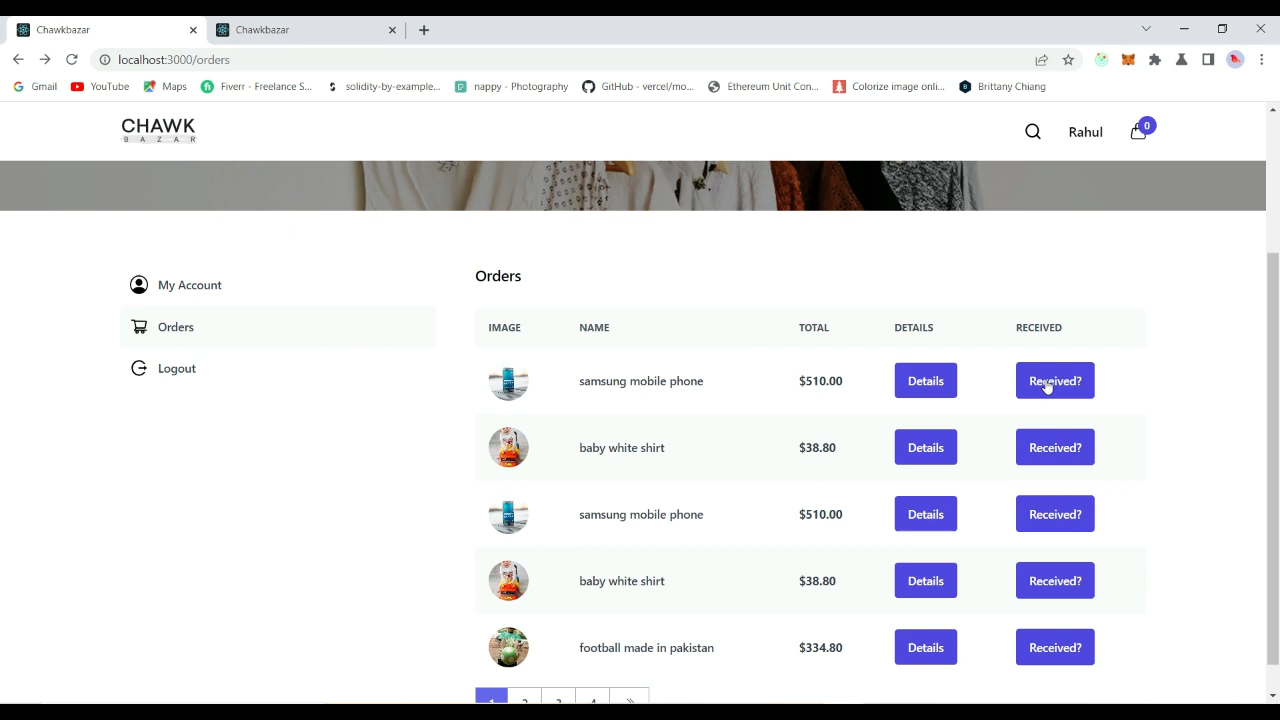 Chawkbazar
Chawkbazar
localhost:3000/orders
Gmail YouTube Maps Fiverr - Freelance S... solidity-by-example... nappy - Photography GitHub - vercel/mo... Ethereum Unit Con... Colorize image onli... Brittany Chiang
CHAWK
BAZAR
Rahul 0
My Account
Orders
Logout
Orders
IMAGE NAME TOTAL DETAILS RECEIVED
samsung mobile phone $510.00 Details Received?
baby white shirt $38.80 Details Received?
samsung mobile phone $510.00 Details Received?
baby white shirt $38.80 Details Received?
football made in pakistan $334.80 Details Received?